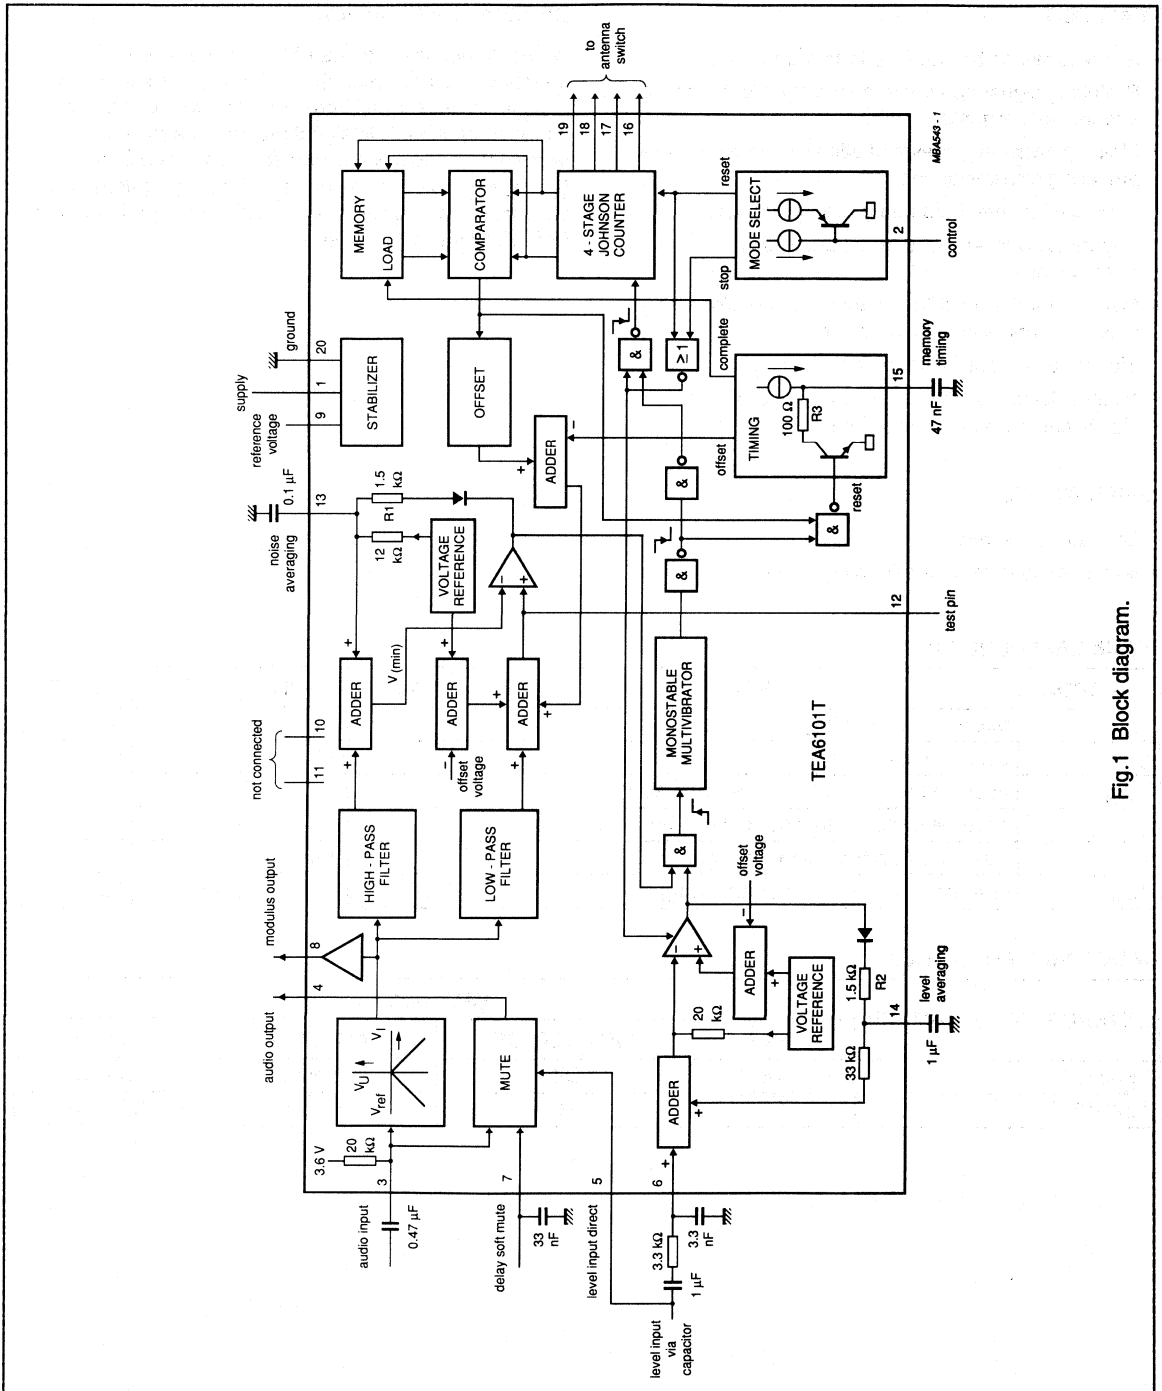 to
antenna
switch
19
18
17
16
MBA543 - 1
ground
20
supply
1
reference
voltage
9
STABILIZER
MEMORY
LOAD
COMPARATOR
4 - STAGE
JOHNSON
COUNTER
reset
MODE SELECT
stop
2
control
OFFSET
&
≥ 1
complete
TIMING
100 Ω
R3
15
memory
timing
47 nF
offset
reset
&
ADDER
+
−
&
&
0.1 µF
13
noise
averaging
1.5
kΩ
R1
12
kΩ
VOLTAGE
REFERENCE
−
+
V (min)
12
test pin
not connected
10
11
ADDER
+
+
ADDER
+
−
offset
voltage
ADDER
+
+
+
MONOSTABLE
MULTIVIBRATOR
TEA6101T
HIGH - PASS
FILTER
LOW - PASS
FILTER
&
modulus output
8
audio output
4
offset
voltage
−
+
ADDER
−
+
VOLTAGE
REFERENCE
20
kΩ
1.5 kΩ
R2
14
level
averaging
1 µF
33 kΩ
VU
VI
Vref
MUTE
ADDER
+
+
3.6 V
20
kΩ
3
audio input
0.47 µF
7
delay soft mute
33
nF
5
level input direct
6
3.3 kΩ
3.3
nF
1 µF
level input
via
capacitor
Fig.1 Block diagram.